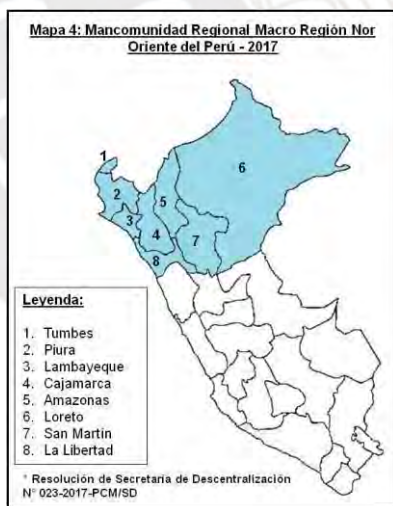 Mapa 4: Mancomunidad Regional Macro Región Nor
Oriente del Perú - 2017
1
2
3
4
5
6
7
8
Leyenda:
1. Tumbes
2. Piura
3. Lambayeque
4. Cajamarca
5. Amazonas
6. Loreto
7. San Martín
8. La Libertad
* Resolución de Secretaría de Descentralización
N° 023-2017-PCM/SD